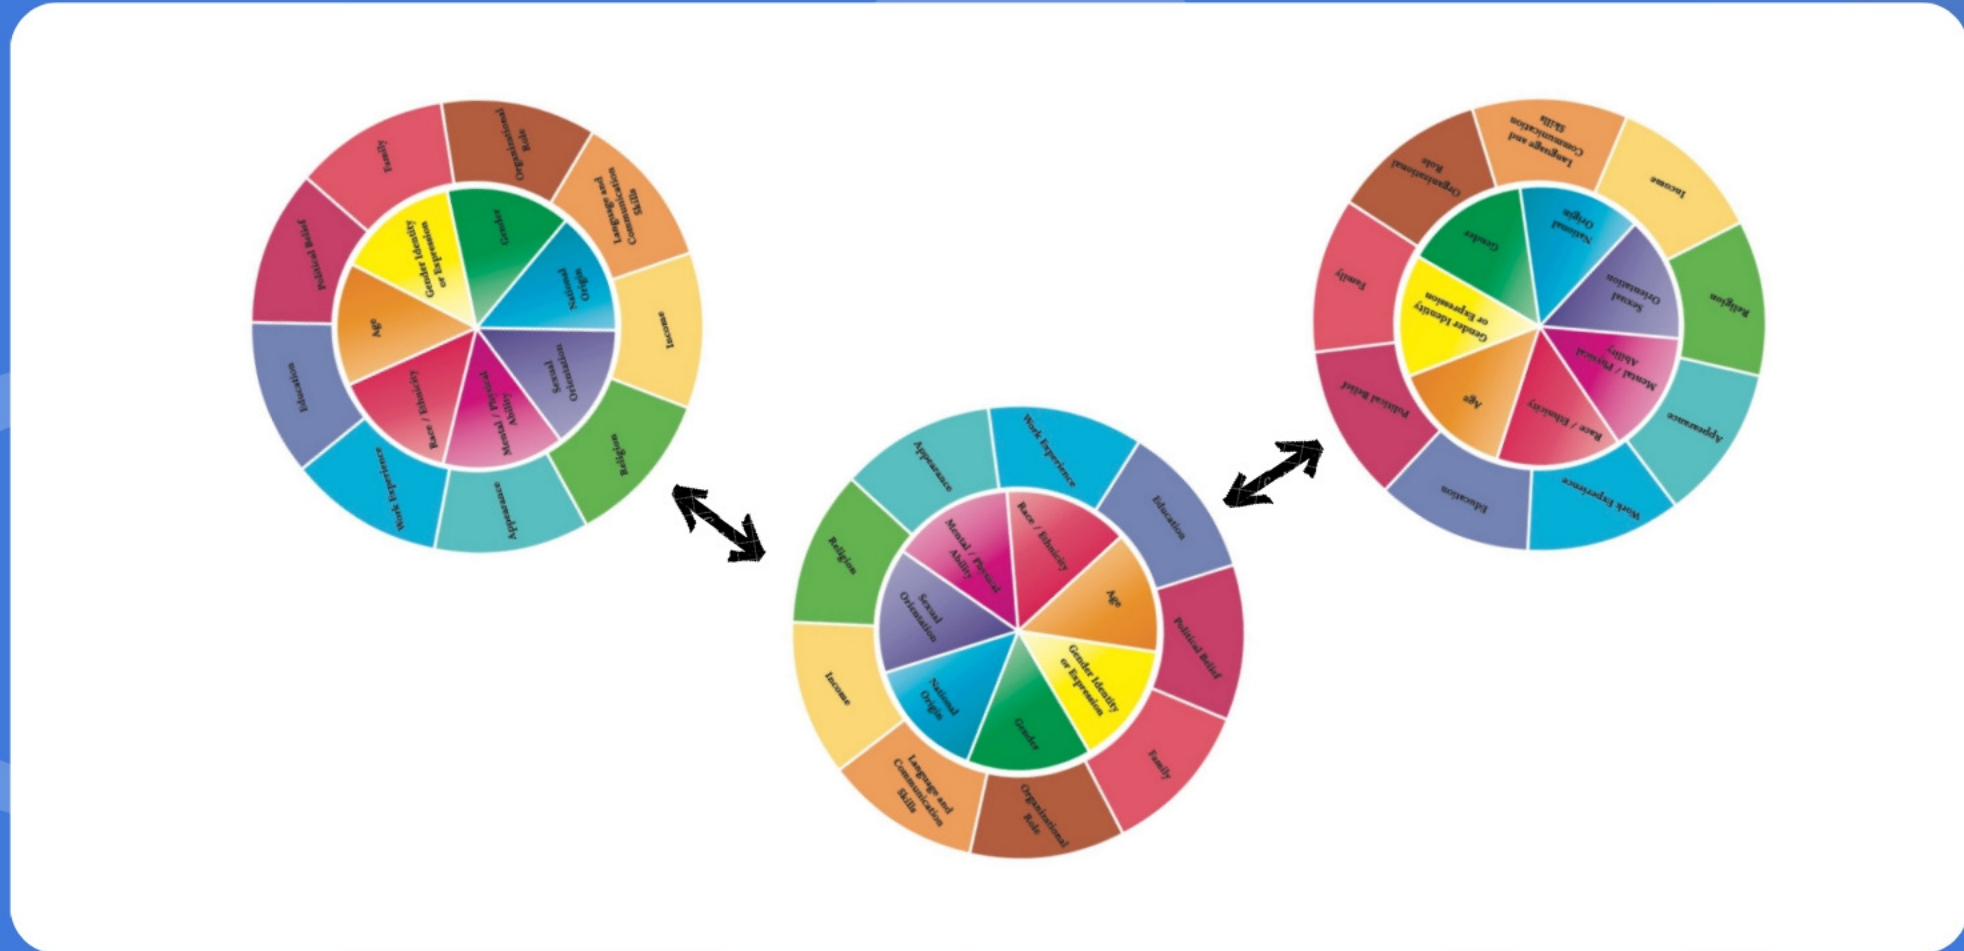 Organizational
Role
Language and
Communication
Skills
Income
Religion
Appearance
Work Experience
Education
Political Belief
Family
Gender
National
Origin
Sexual
Orientation
Mental / Physical
Ability
Race / Ethnicity
Age
Gender Identity
or Expression
Work Experience
Education
Political Belief
Family
Organizational
Role
Language and
Communication
Skills
Income
Religion
Appearance
Race / Ethnicity
Age
Gender Identity
or Expression
Gender
National
Origin
Sexual
Orientation
Mental / Physical
Ability
Language and
Communication
Skills
Income
Religion
Appearance
Work Experience
Education
Political Belief
Family
Organizational
Role
National
Origin
Sexual
Orientation
Mental / Physical
Ability
Race / Ethnicity
Age
Gender Identity
or Expression
Gender